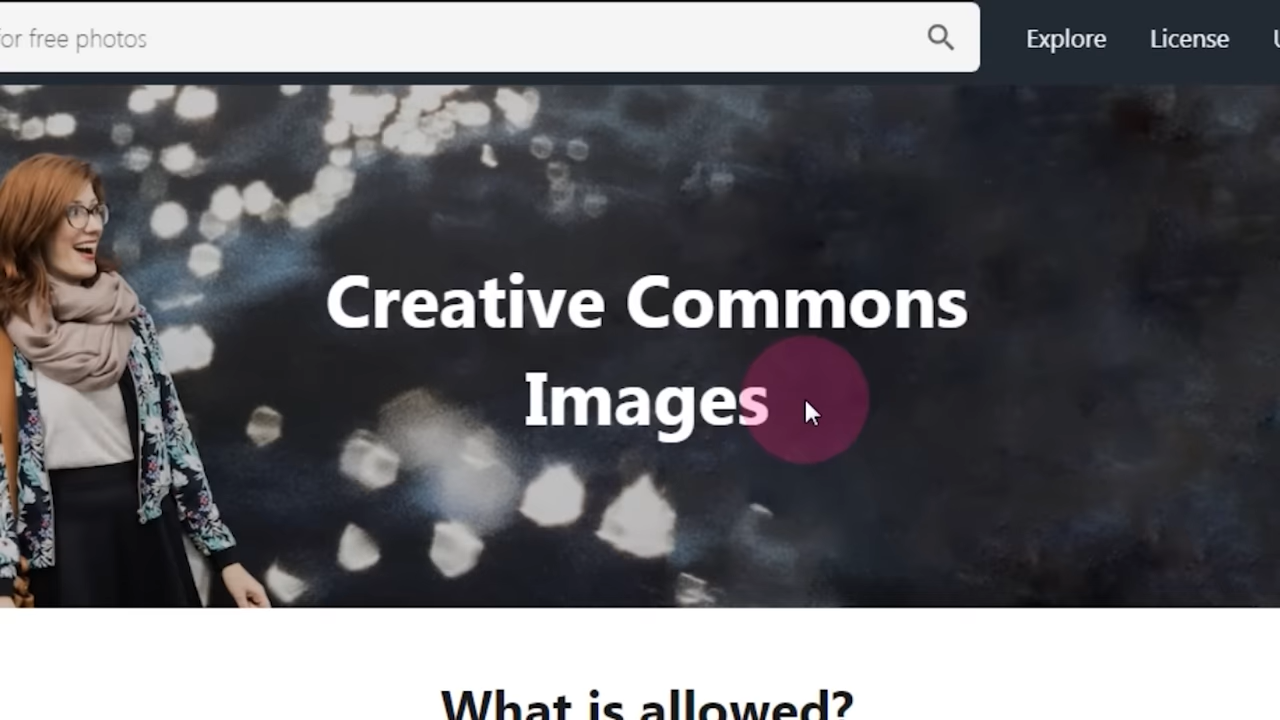 for free photos
Explore
License
Creative Commons
Images
What is allowed?